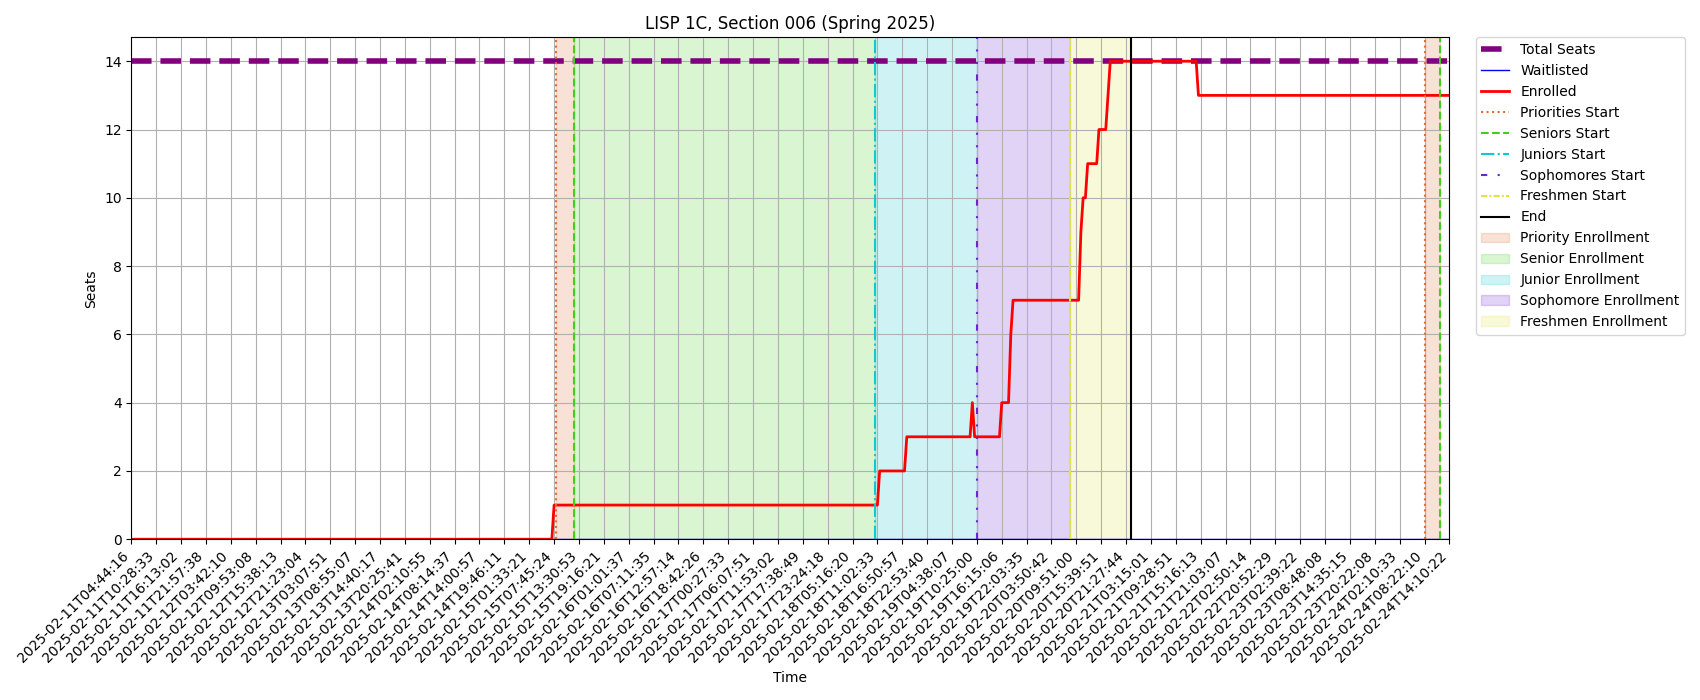 LISP 1C, Section 006 (Spring 2025)
Seats
14
12
10
8
6
4
2
0
2025-02-11T04:44:16
2025-02-11T10:28:33
2025-02-11T16:13:02
2025-02-11T21:57:38
2025-02-12T03:42:10
2025-02-12T09:53:08
2025-02-12T15:38:13
2025-02-12T21:23:04
2025-02-13T03:07:51
2025-02-13T08:55:07
2025-02-13T14:40:17
2025-02-13T20:25:41
2025-02-14T02:10:55
2025-02-14T08:14:37
2025-02-14T14:00:57
2025-02-14T19:46:11
2025-02-15T01:33:21
2025-02-15T07:45:24
2025-02-15T13:30:53
2025-02-15T19:16:21
2025-02-16T01:01:37
2025-02-16T07:11:35
2025-02-16T12:57:14
2025-02-16T18:42:26
2025-02-17T00:27:33
2025-02-17T06:07:51
2025-02-17T11:53:02
2025-02-17T17:38:49
2025-02-17T23:24:18
2025-02-18T05:16:20
2025-02-18T11:02:33
2025-02-18T16:50:57
2025-02-18T22:53:40
2025-02-19T04:38:07
2025-02-19T10:25:00
2025-02-19T16:15:06
2025-02-19T22:03:35
2025-02-20T03:50:42
2025-02-20T09:51:00
2025-02-20T15:39:51
2025-02-20T21:27:44
2025-02-21T03:15:01
2025-02-21T09:28:51
2025-02-21T15:16:13
2025-02-21T21:03:07
2025-02-22T02:50:14
2025-02-22T20:52:29
2025-02-23T02:39:22
2025-02-23T08:48:08
2025-02-23T14:35:15
2025-02-23T20:22:08
2025-02-24T02:10:33
2025-02-24T08:22:10
2025-02-24T14:10:22
Time
Total Seats
Waitlisted
Enrolled
Priorities Start
Seniors Start
Juniors Start
Sophomores Start
Freshmen Start
End
Priority Enrollment
Senior Enrollment
Junior Enrollment
Sophomore Enrollment
Freshmen Enrollment